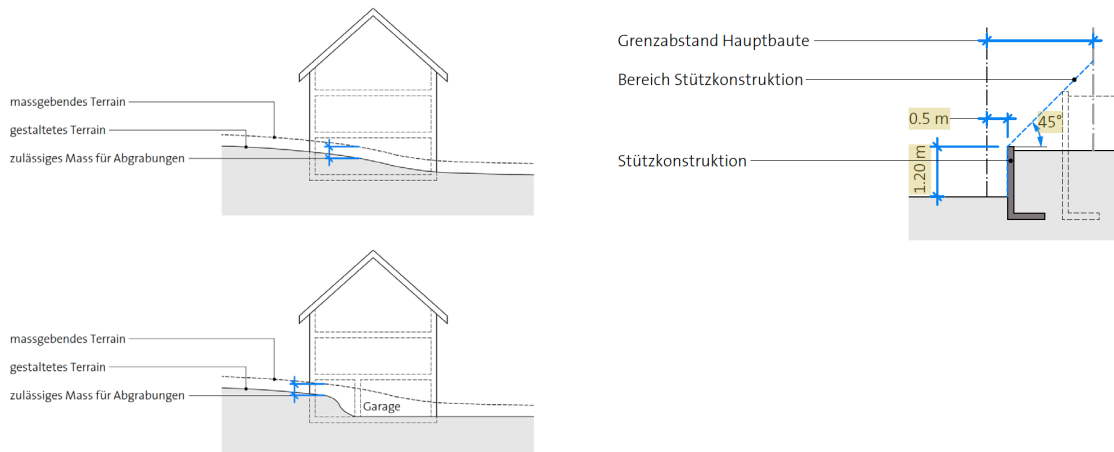 massgebendes Terrain
gestaltetes Terrain
zulässiges Mass für Abgrabungen
massgebendes Terrain
gestaltetes Terrain
zulässiges Mass für Abgrabungen
Garage
Grenzabstand Hauptbaute
Bereich Stützkonstruktion
0.5 m
45°
Stützkonstruktion
1.20 m